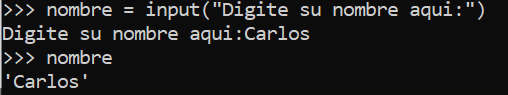 >>> nombre = input("Digite su nombre aqui:")
Digite su nombre aqui:Carlos
>>> nombre
'Carlos'